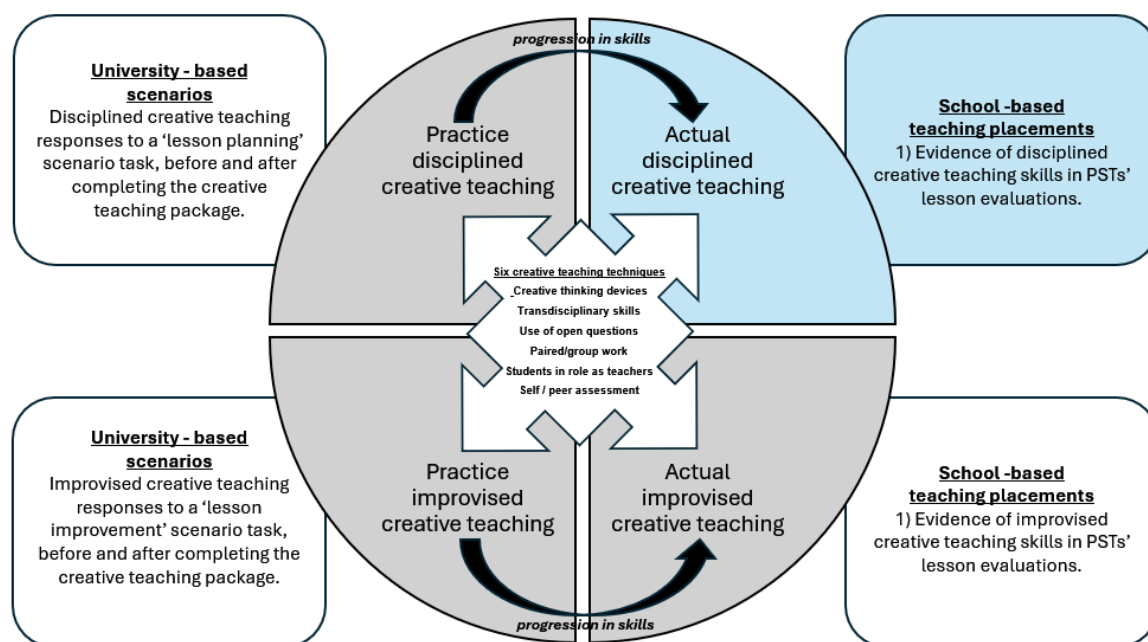 progression in skills
University - based
scenarios
Disciplined creative teaching
responses to a ‘lesson planning’
scenario task, before and after
completing the creative
teaching package.
Practice
disciplined
creative teaching
Actual
disciplined
creative teaching
School -based
teaching placements
1) Evidence of disciplined
creative teaching skills in PSTs’
lesson evaluations.
Six creative teaching techniques
Creative thinking devices
Transdisciplinary skills
Use of open questions
Paired/group work
Students in role as teachers
Self / peer assessment
University - based
scenarios
Improvised creative teaching
responses to a ‘lesson
improvement’ scenario task,
before and after completing the
creative teaching package.
Practice
improvised
creative teaching
Actual
improvised
creative teaching
School -based
teaching placements
1) Evidence of improvised
creative teaching skills in PSTs’
lesson evaluations.
progression in skills